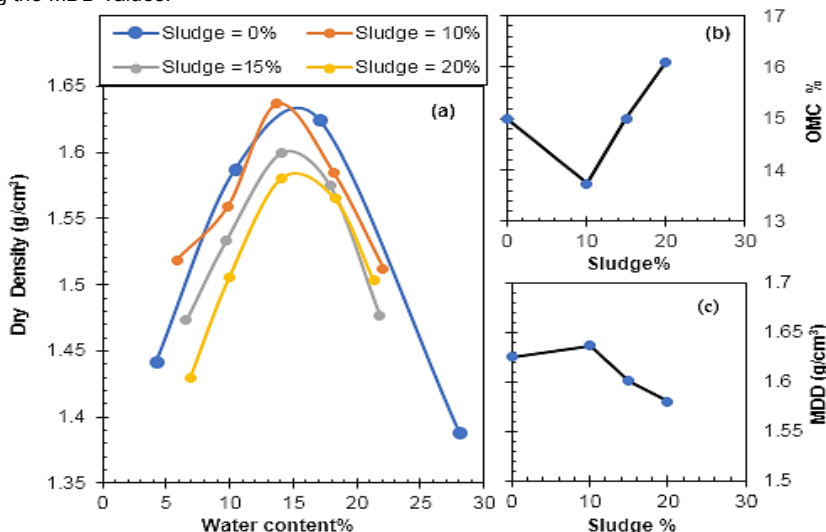 g the MDD values.
Sludge = 0%
Sludge = 10%
Sludge =15%
Sludge = 20%
(a)
1.65
1.6
1.55
1.5
1.45
1.4
1.35
0 5 10 15 20 25 30
Dry Density (g/cm³)
Water content%
(b)
17
16
15
14
13
0 10 20 30
OMC %
Sludge%
(c)
1.7
1.65
1.6
1.55
1.5
0 10 20 30
MDD (g/cm³)
Sludge %